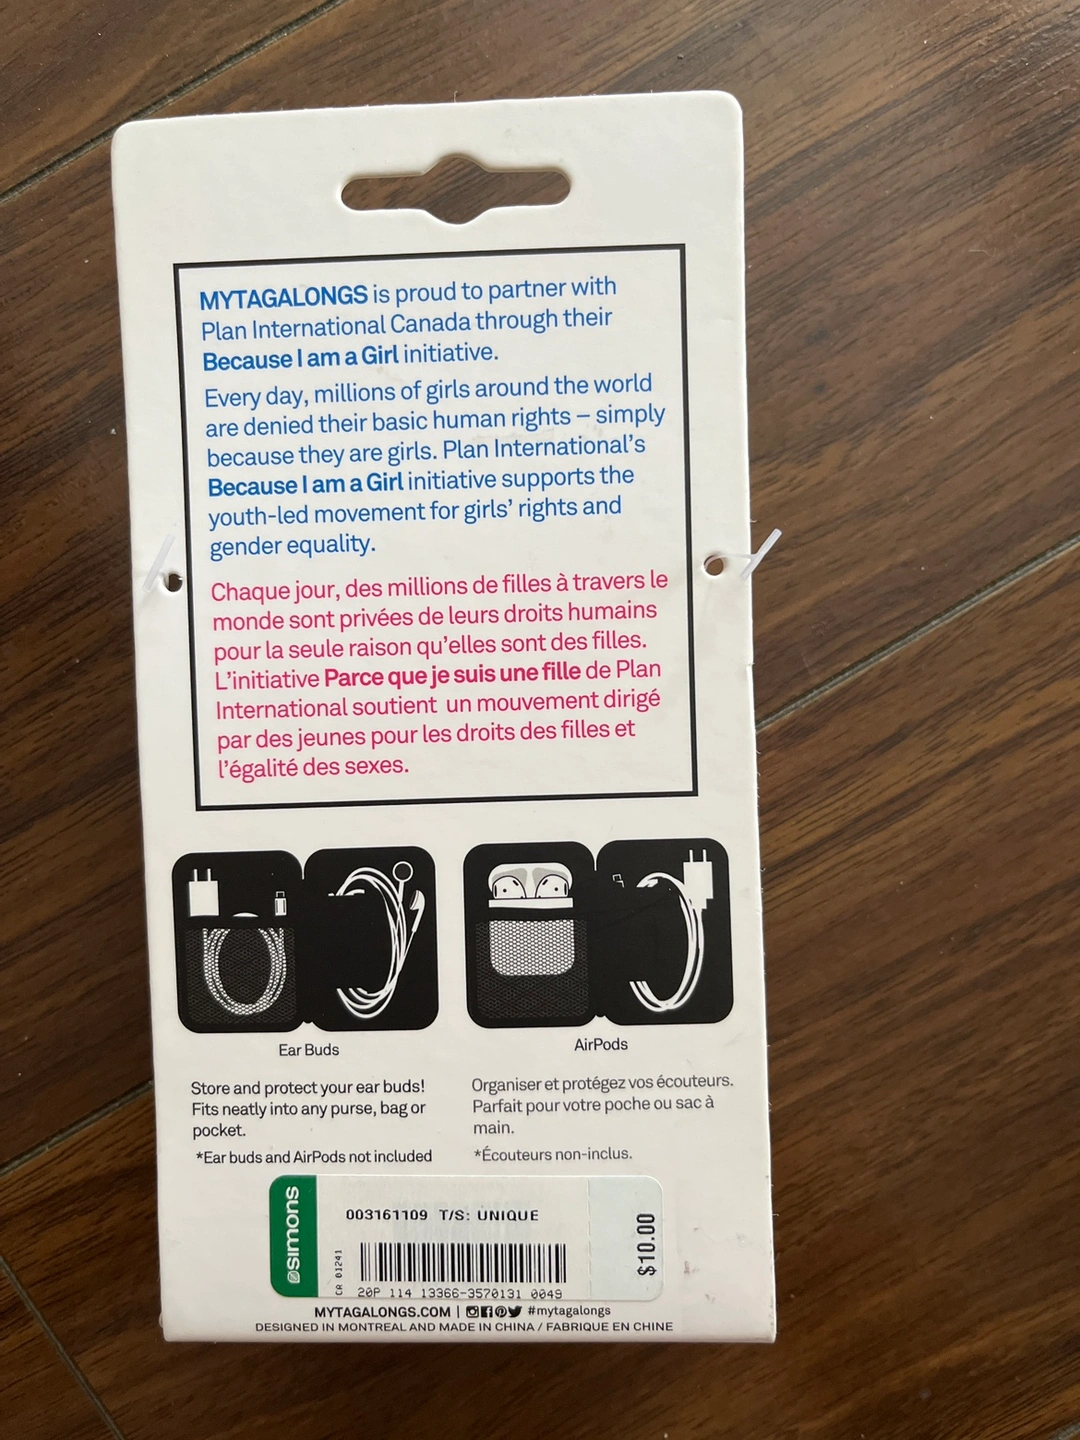 MYTAGALONGS is proud to partner with
Plan International Canada through their
Because I am a Girl initiative.
Every day, millions of girls around the world
are denied their basic human rights – simply
because they are girls. Plan International's
Because I am a Girl initiative supports the
youth-led movement for girls' rights and
gender equality.
Chaque jour, des millions de filles à travers le
monde sont privées de leurs droits humains
pour la seule raison qu'elles sont des filles.
L'initiative Parce que je suis une fille de Plan
International soutient un mouvement dirigé
par des jeunes pour les droits des filles et
l'égalité des sexes.
Ear Buds
Store and protect your ear buds!
Fits neatly into any purse, bag or
pocket.
*Ear buds and AirPods not included
AirPods
Organiser et protégez vos écouteurs.
Parfait pour votre poche ou sac à
main.
*Écouteurs non-inclus.
simons
003161109 T/S: UNIQUE
CR 01241
20P 114 13366-3570131 0049
$10.00
MYTAGALONGS.COM | #mytagalongs
DESIGNED IN MONTREAL AND MADE IN CHINA / FABRIQUE EN CHINE